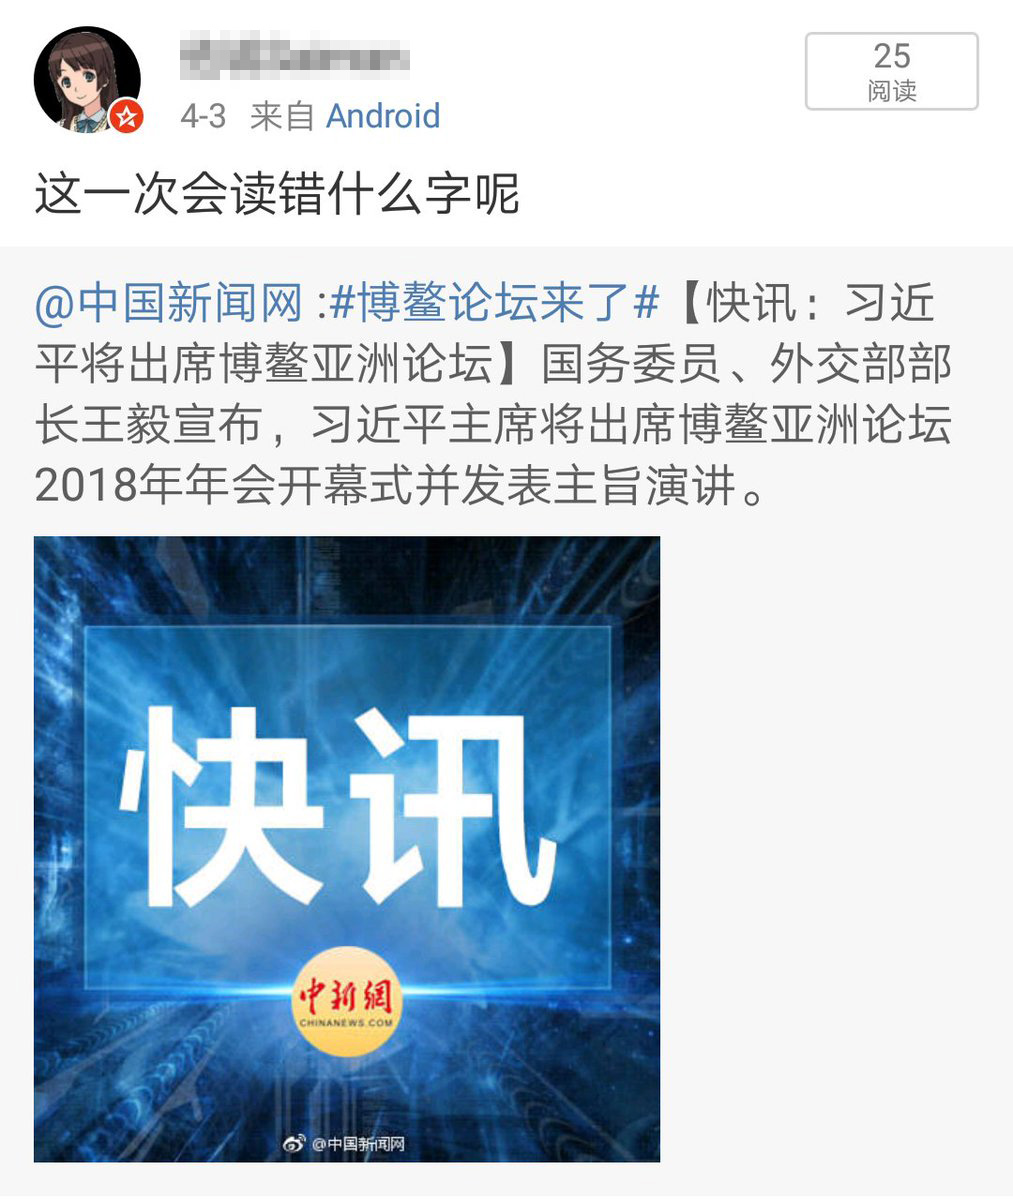 25
阅读
4-3 来自 Android
这一次会读错什么字呢
@中国新闻网 :#博鳌论坛来了#【快讯：习近
平将出席博鳌亚洲论坛】国务委员、外交部部
长王毅宣布，习近平主席将出席博鳌亚洲论坛
2018年年会开幕式并发表主旨演讲。
快讯
中新網
CHINANEWS.COM
@中国新闻网